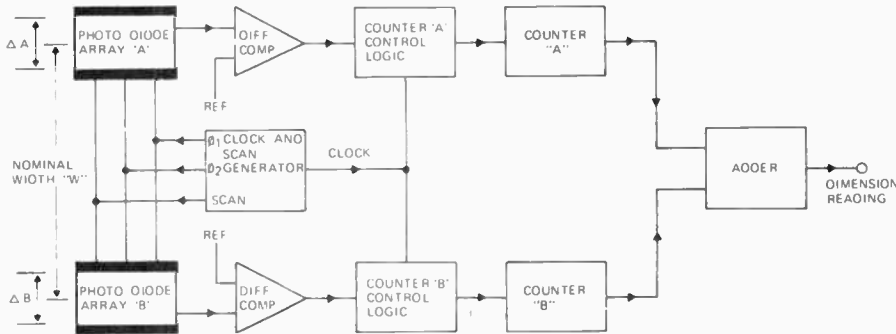 ΔA
PHOTO DIODE
ARRAY 'A'
DIFF
COMP
REF
COUNTER 'A'
CONTROL
LOGIC
COUNTER
"A"
NOMINAL
WIDTH "W"
Ø1 CLOCK AND
SCAN
Ø2 GENERATOR
SCAN
CLOCK
ADDER
DIMENSION
READING
REF
ΔB
PHOTO DIODE
ARRAY 'B'
DIFF
COMP
COUNTER 'B'
CONTROL
LOGIC
COUNTER
"B"